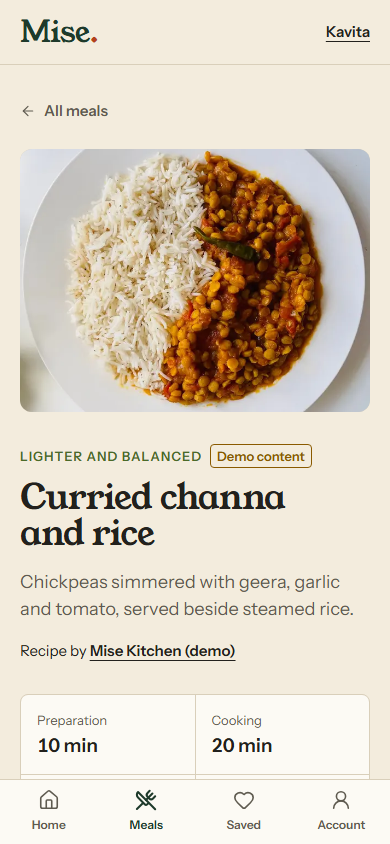 Mise.
Kavita
All meals
LIGHTER AND BALANCED
Demo content
Curried channa
and rice
Chickpeas simmered with geera, garlic
and tomato, served beside steamed rice.
Recipe by Mise Kitchen (demo)
Preparation
Cooking
10 min
20 min
Home
Meals
Saved
Account